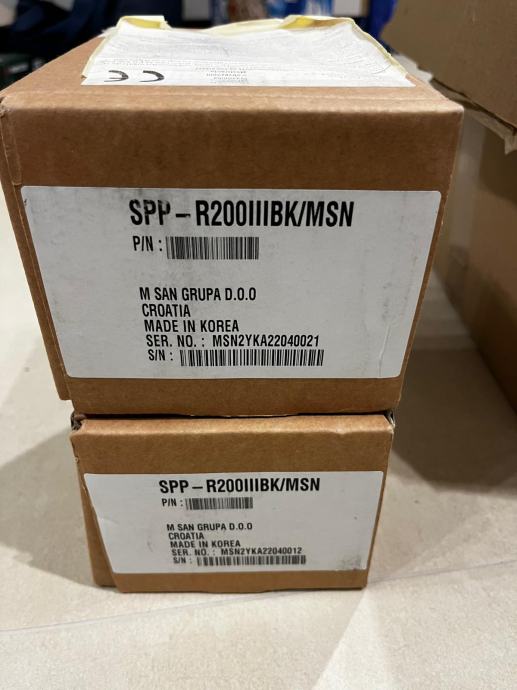 SPP - R200IIIBK/MSN
P/N :
M SAN GRUPA D.O.O
CROATIA
MADE IN KOREA
SER. NO. : MSN2YKA22040021
S/N :
SPP - R200IIIBK/MSN
P/N :
M SAN GRUPA D.O.O
CROATIA
MADE IN KOREA
SER. NO. : MSN2YKA22040012
S/N :